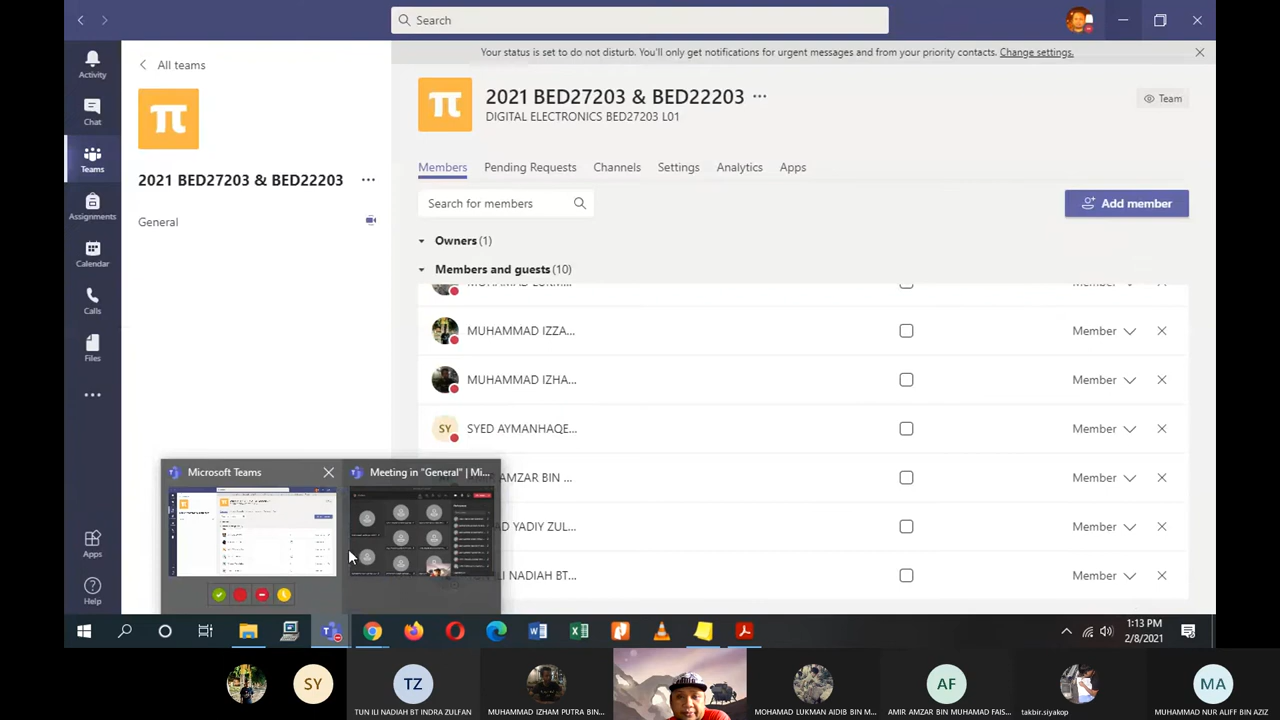 Search
Your status is set to do not disturb. You'll only get notifications for urgent messages and from your priority contacts. Change settings.
Activity
Chat
Teams
Assignments
Calendar
Calls
Files
Apps
Help
All teams
π
2021 BED27203 & BED22203 ...
General
π
2021 BED27203 & BED22203 ...
DIGITAL ELECTRONICS BED27203 L01
Team
Members Pending Requests Channels Settings Analytics Apps
Search for members
Add member
Owners (1)
Members and guests (10)
MUHAMMAD IZZA... Member
MUHAMMAD IZHA... Member
SY SYED AYMANHAQE... Member
AMZAR BIN ... Member
YADIY ZUL... Member
NADIAH BT... Member
Microsoft Teams
Meeting in "General" | Mi...
1:13 PM
2/8/2021
SY
TZ
TUN ILI NADIAH BT INDRA ZULFAN
MUHAMMAD IZHAM PUTRA BIN...
MOHAMAD LUKMAN AIDIB BIN M...
AF
AMIR AMZAR BIN MUHAMAD FAIS...
takbir.siyakop
MA
MUHAMMAD NUR ALIFF BIN AZIZ